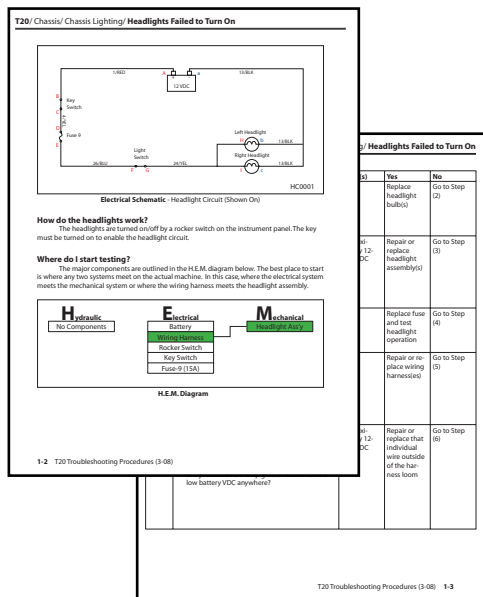 T20/ Chassis/ Chassis Lighting/ Headlights Failed to Turn On
1/RED
A
+
-
a
13/BLK
12 VDC
B
Key
Switch
C
4/YEL
D
Fuse 9
E
26/BLU
Light
Switch
F
G
24/YEL
Left Headlight
H
b
13/BLK
Right Headlight
I
c
13/BLK
HC0001
Electrical Schematic - Headlight Circuit (Shown On)
How do the headlights work?
The headlights are turned on/off by a rocker switch on the instrument panel. The key
must be turned on to enable the headlight circuit.
Where do I start testing?
The major components are outlined in the H.E.M. diagram below. The best place to start
is where any two systems meet on the actual machine. In this case, where the electrical system
meets the mechanical system or where the wiring harness meets the headlight assembly.
Hydraulic
No Components
Electrical
Battery
Wiring Harness
Rocker Switch
Key Switch
Fuse-9 (15A)
Mechanical
Headlight Ass'y
H.E.M. Diagram
1-2 T20 Troubleshooting Procedures (3-08)
g/ Headlights Failed to Turn On
(s)
Yes
No
Replace
headlight
bulb(s)
Go to Step
(2)
xi-
y 12-
DC
Repair or
replace
headlight
assembly(s)
Go to Step
(3)
Replace fuse
and test
headlight
operation
Go to Step
(4)
Repair or re-
place wiring
harness(es)
Go to Step
(5)
xi-
y 12-
DC
Repair or
replace that
individual
wire outside
of the har-
ness loom
Go to Step
(6)
low battery VDC anywhere?
T20 Troubleshooting Procedures (3-08) 1-3